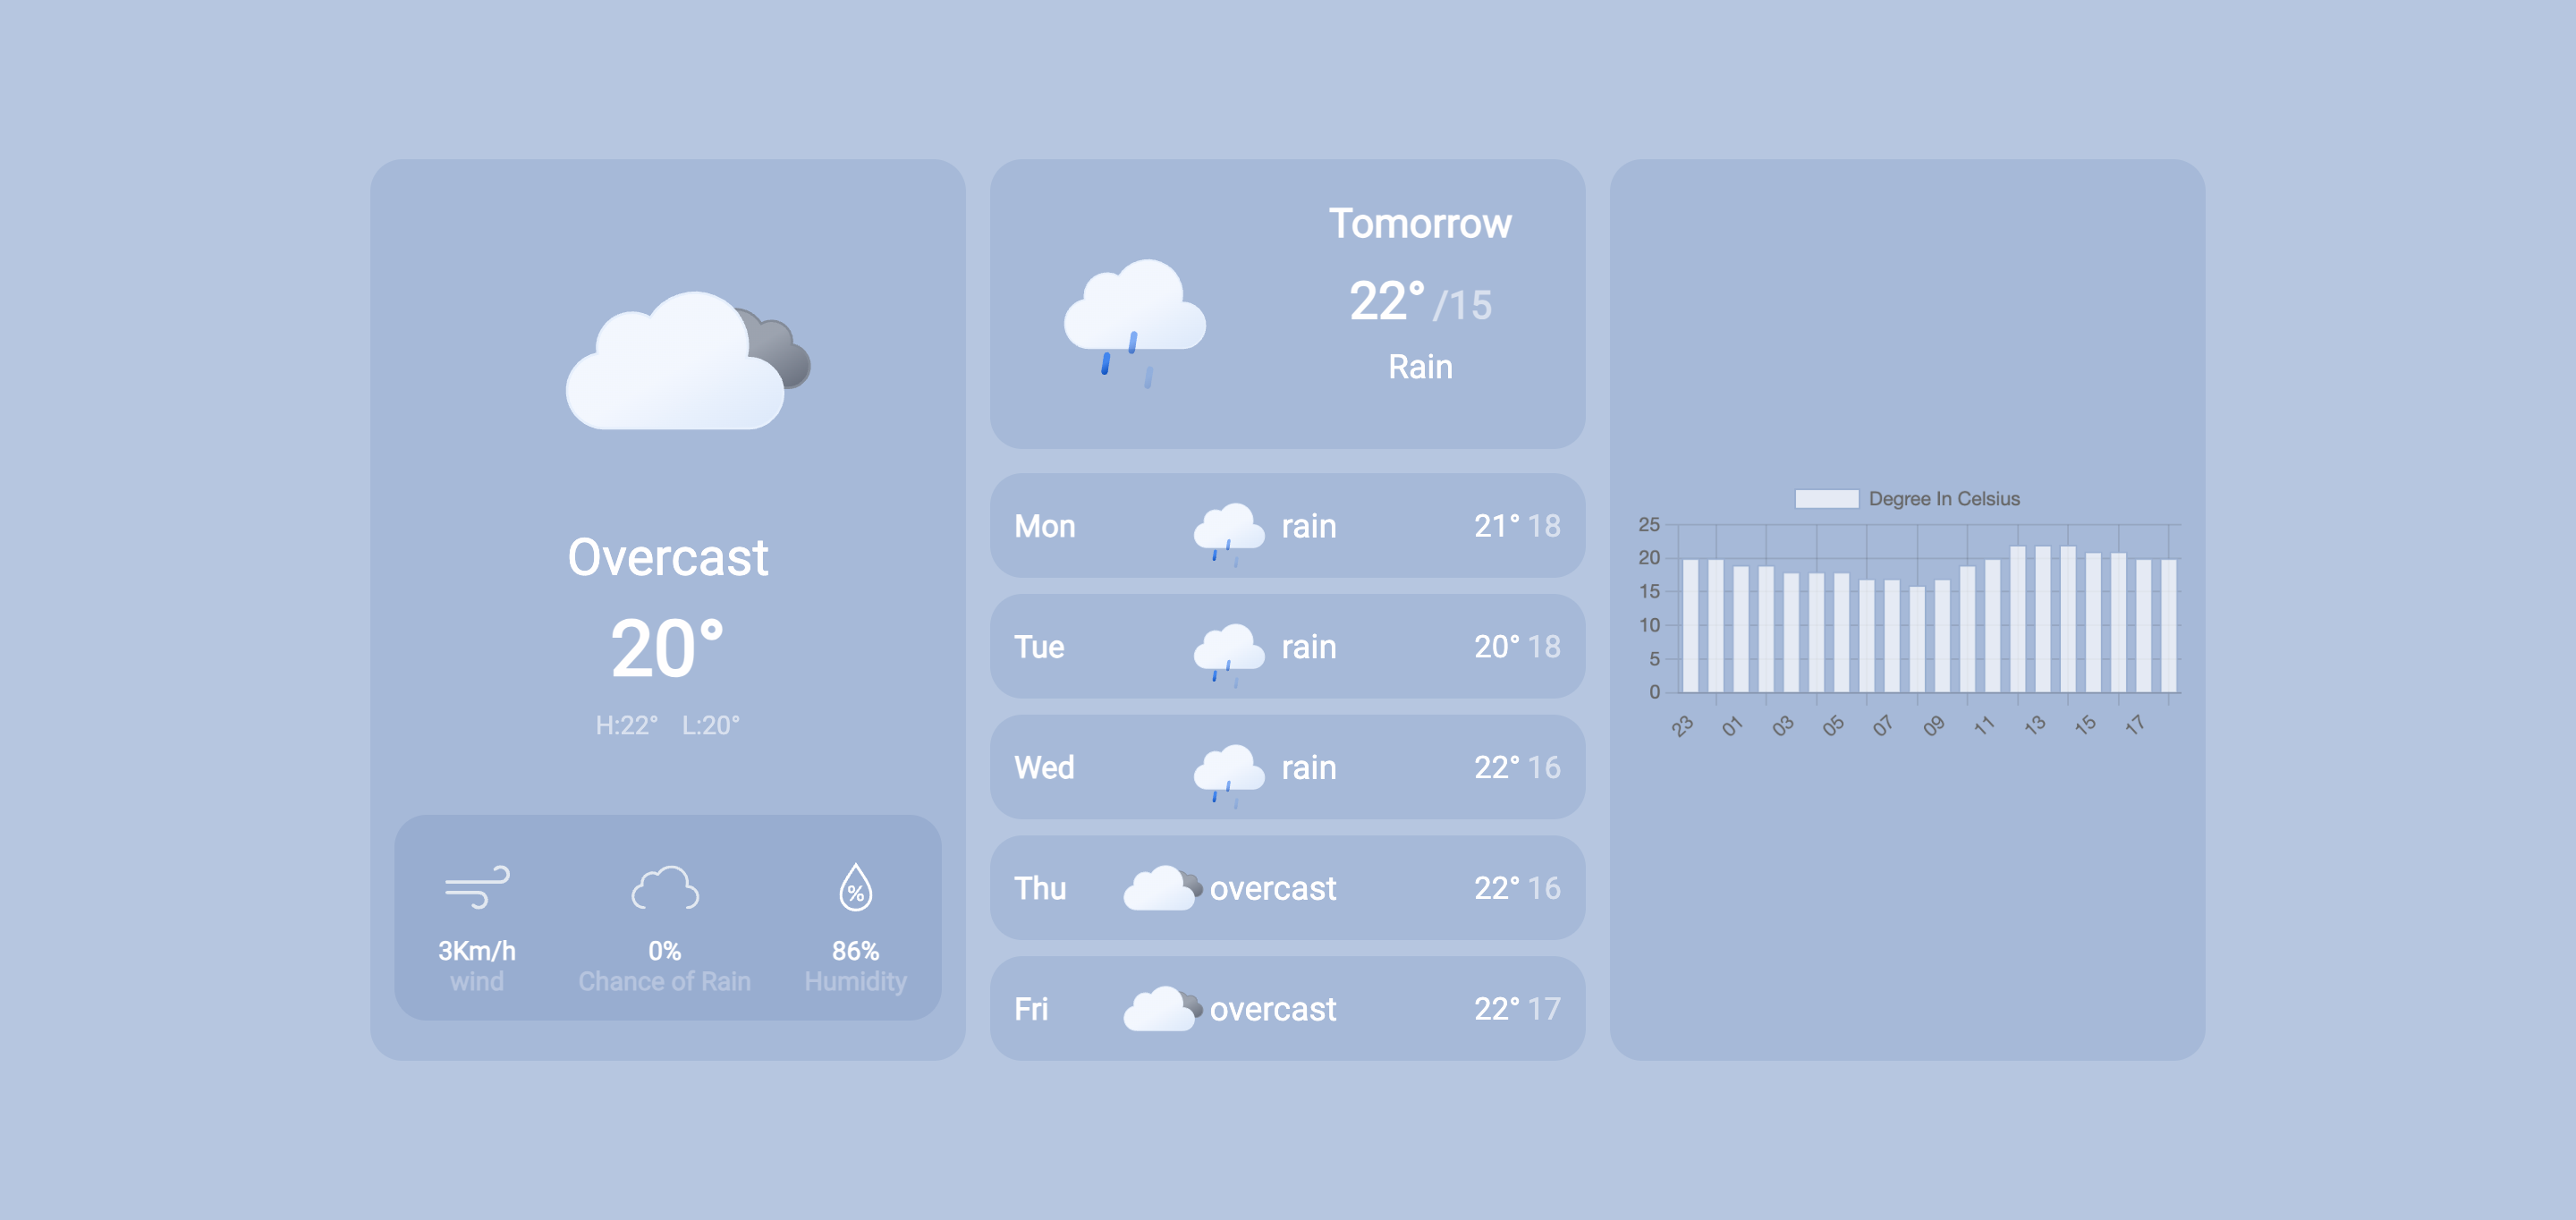 Overcast
20°
H:22° L:20°
3Km/h
wind
0%
Chance of Rain
%
86%
Humidity
Tomorrow
22° /15
Rain
Mon rain 21° 18
Tue rain 20° 18
Wed rain 22° 16
Thu overcast 22° 16
Fri overcast 22° 17
Degree In Celsius
25
20
15
10
5
0
23 01 03 05 07 09 11 13 15 17